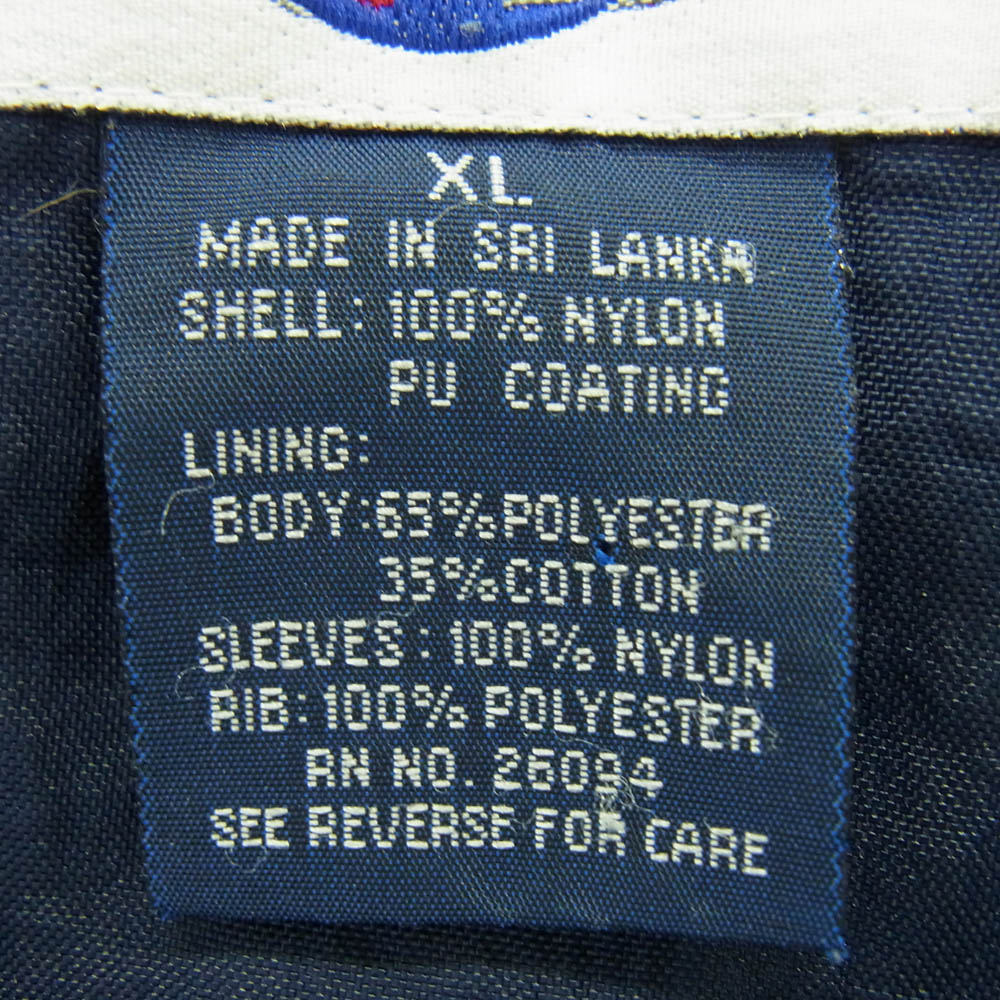 XL
MADE IN SRI LANKA
SHELL: 100% NYLON
PU COATING
LINING:
BODY:65%POLYESTER
35%COTTON
SLEEVES: 100% NYLON
RIB: 100% POLYESTER
RN NO. 26094
SEE REVERSE FOR CARE